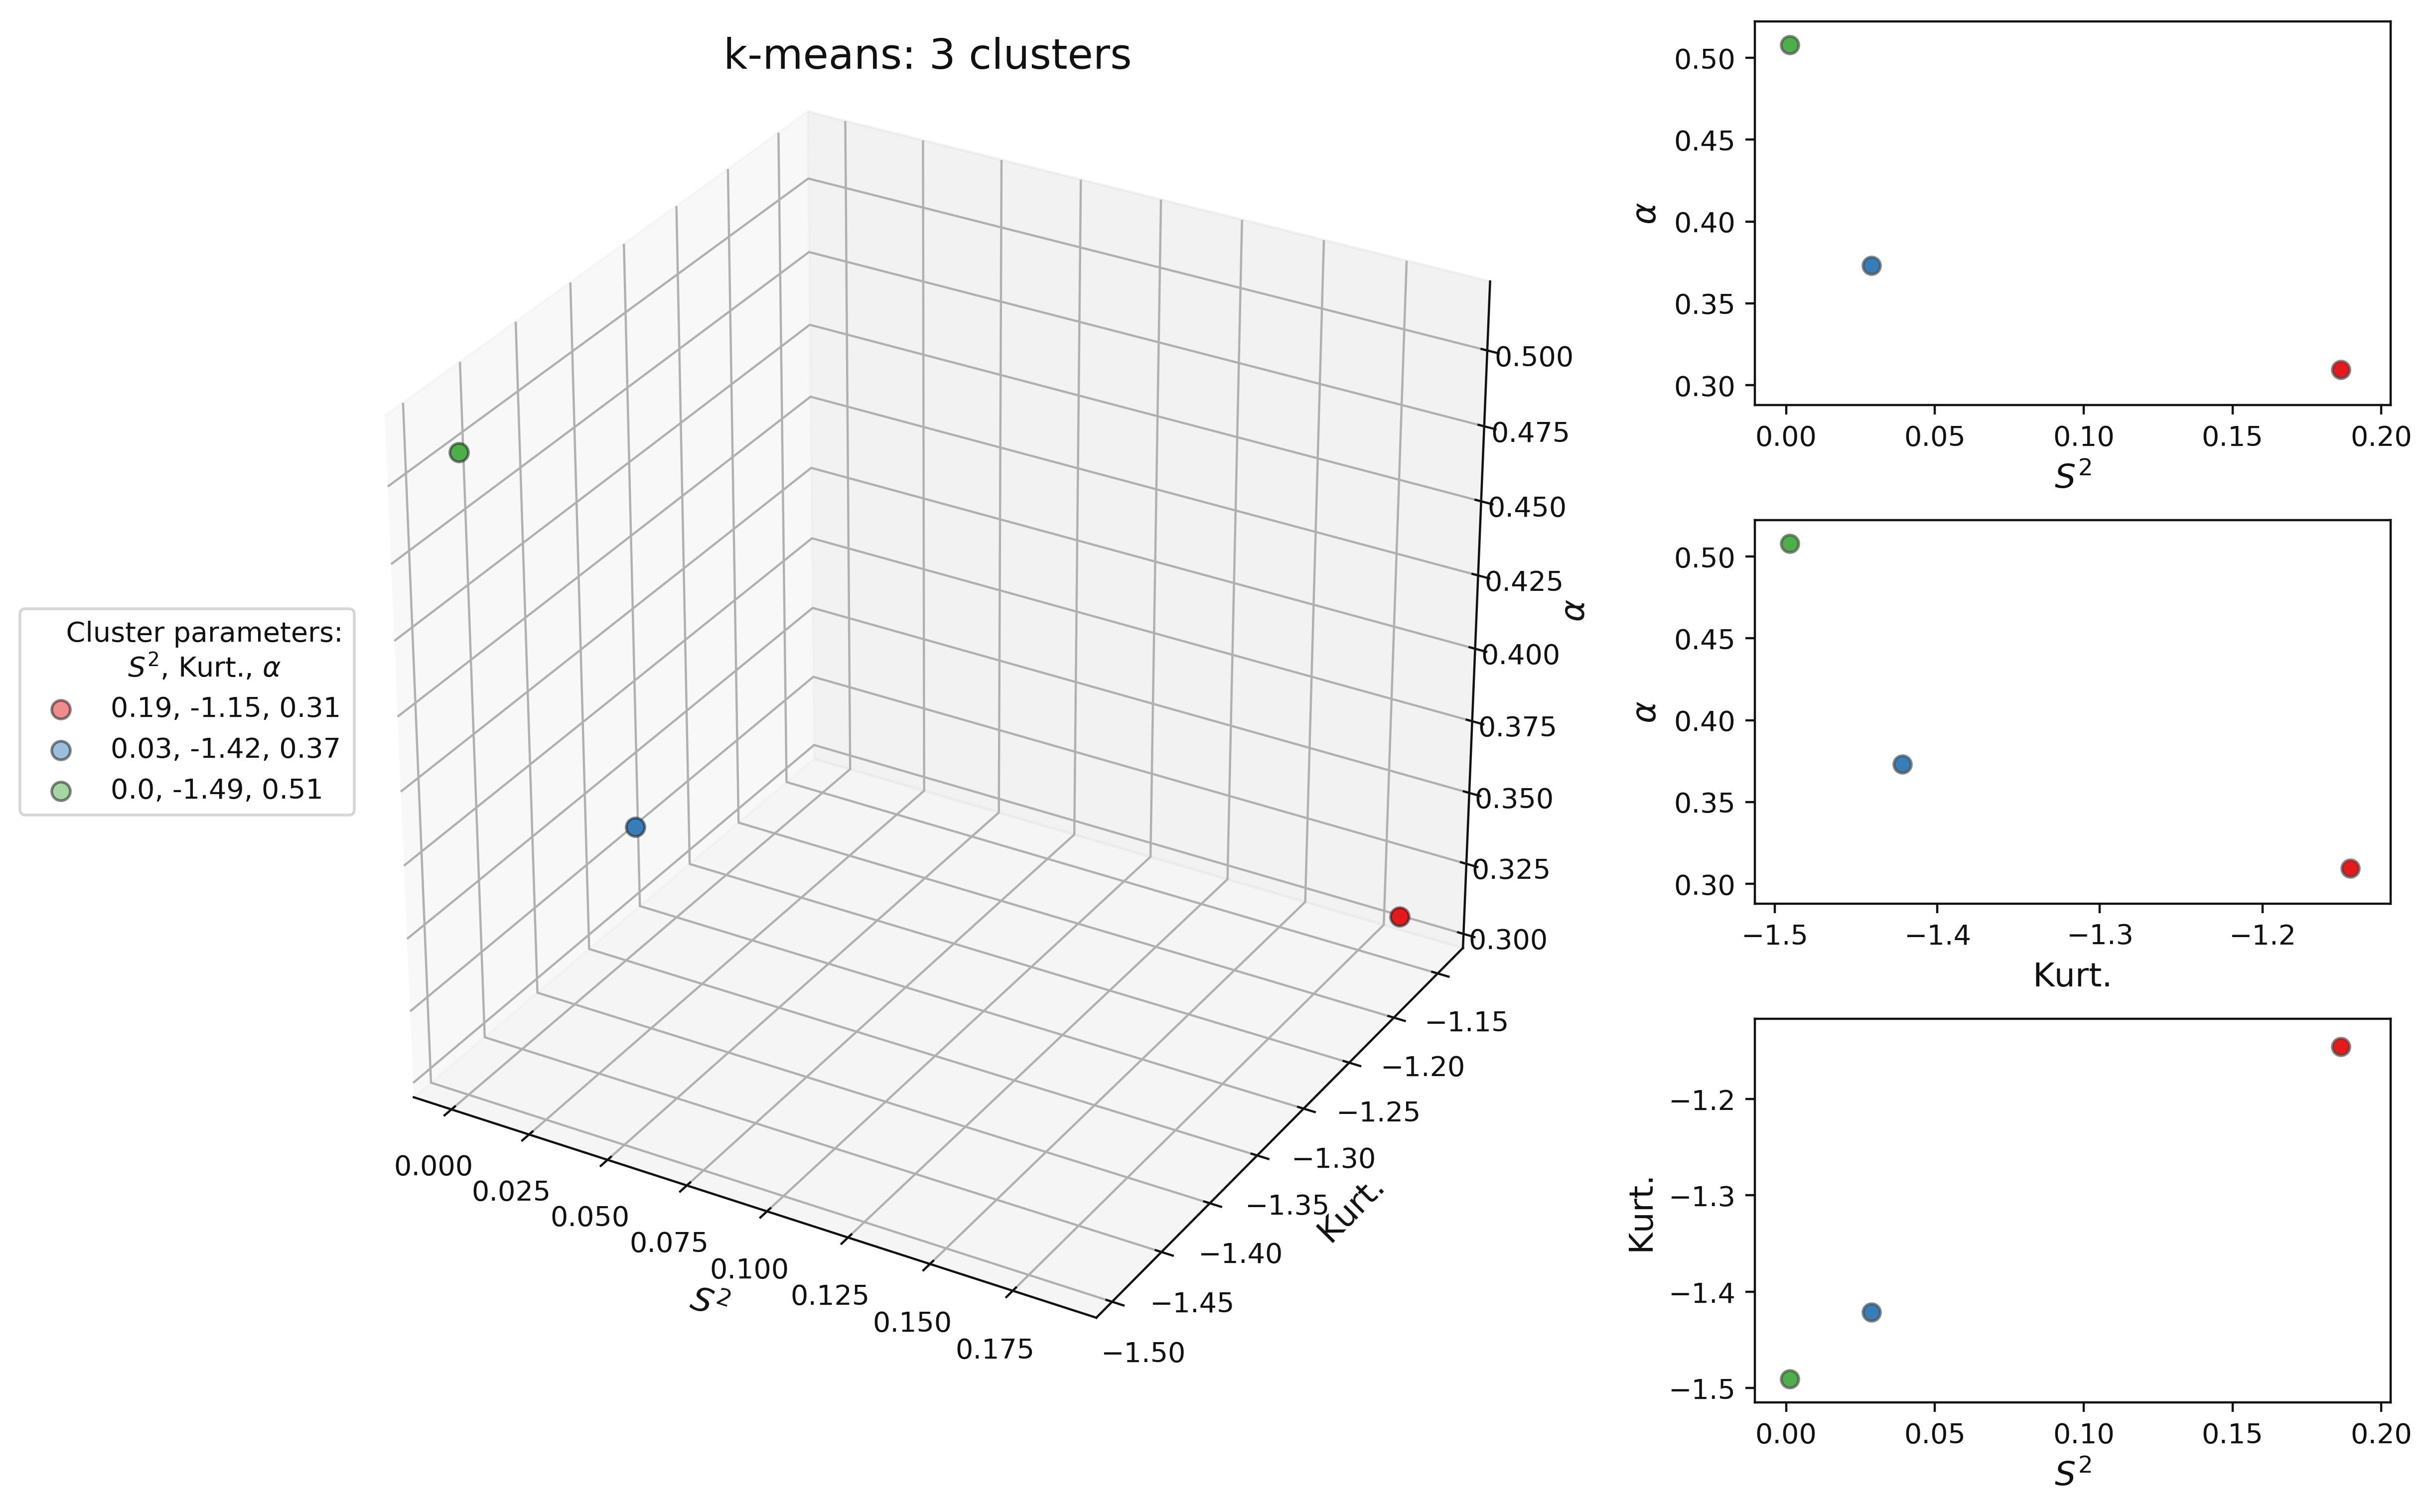 k-means: 3 clusters
Cluster parameters:
S², Kurt., α
0.19, -1.15, 0.31
0.03, -1.42, 0.37
0.0, -1.49, 0.51
0.500
0.475
0.450
0.425
0.400
0.375
0.350
0.325
0.300
α
0.000
0.025
0.050
0.075
0.100
0.125
0.150
0.175
S²
−1.15
−1.20
−1.25
−1.30
−1.35
−1.40
−1.45
−1.50
Kurt.
0.50
0.45
0.40
0.35
0.30
α
0.00 0.05 0.10 0.15 0.20
S²
0.50
0.45
0.40
0.35
0.30
α
−1.5 −1.4 −1.3 −1.2
Kurt.
−1.2
−1.3
−1.4
−1.5
Kurt.
0.00 0.05 0.10 0.15 0.20
S²